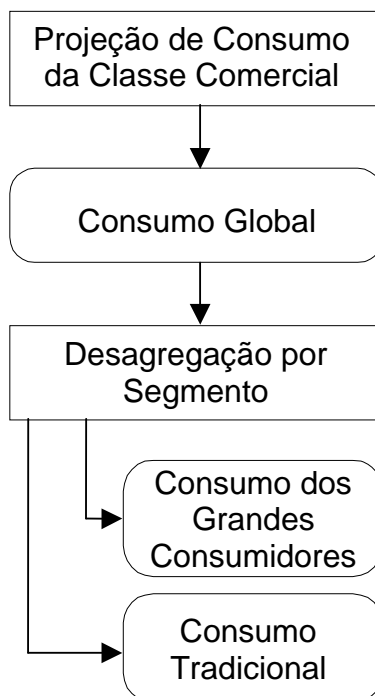 Projeção de Consumo
da Classe Comercial
Consumo Global
Desagregação por
Segmento
Consumo dos
Grandes
Consumidores
Consumo
Tradicional